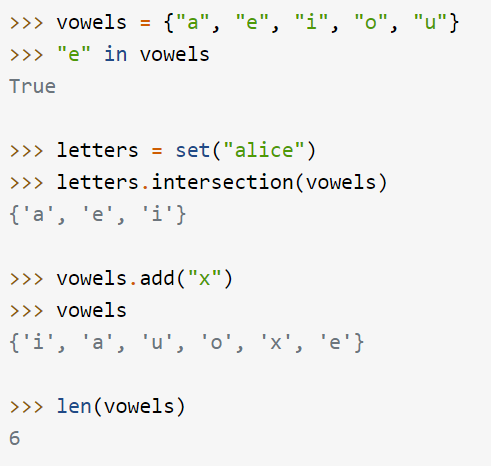 >>> vowels = {"a", "e", "i", "o", "u"}
>>> "e" in vowels
True
>>> letters = set("alice")
>>> letters.intersection(vowels)
{'a', 'e', 'i'}
>>> vowels.add("x")
>>> vowels
{'i', 'a', 'u', 'o', 'x', 'e'}
>>> len(vowels)
6